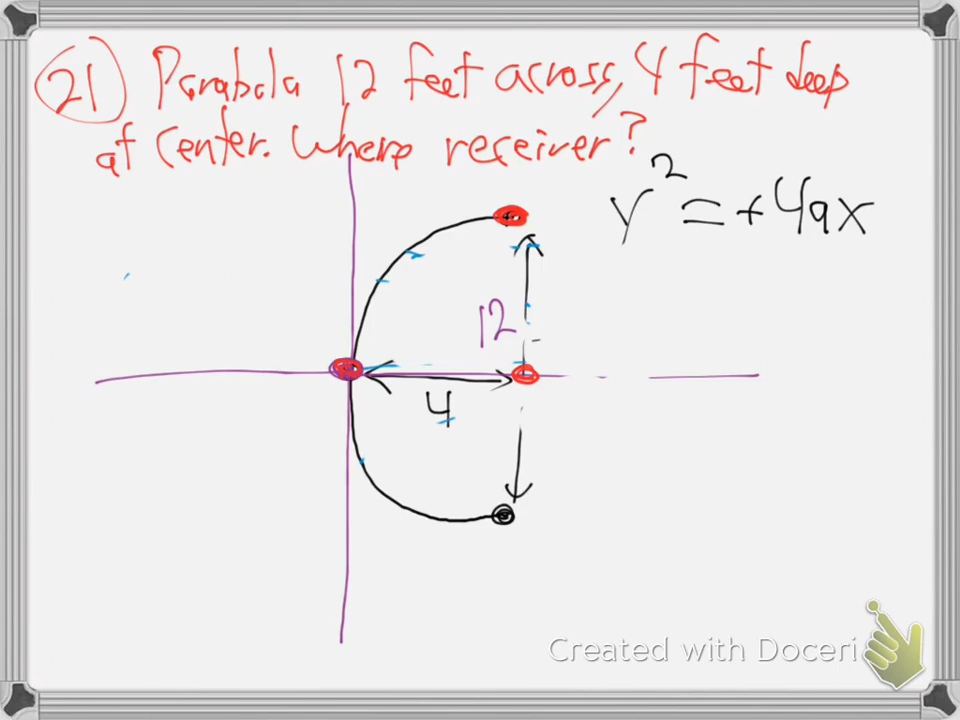 21) Parabola 12 feet across, 4 feet deep
at center. Where receiver?
y² = +4ax
12
4
Created with Doceri